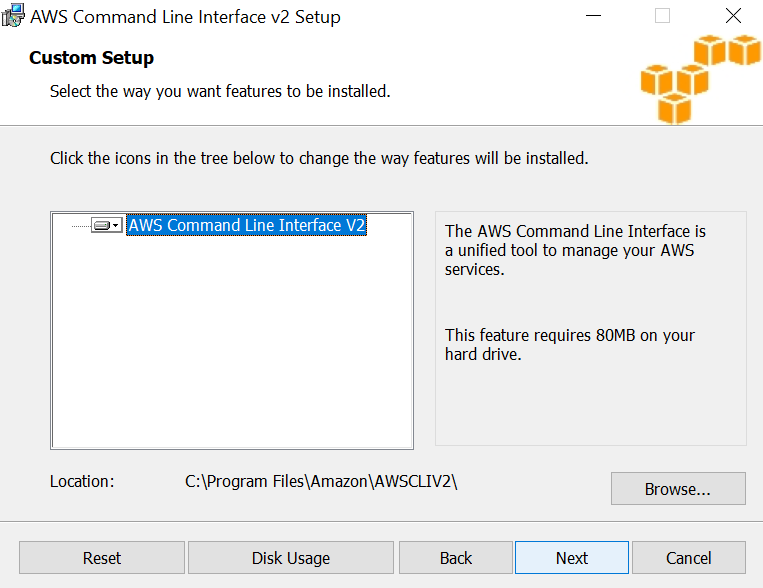 AWS Command Line Interface v2 Setup
Custom Setup
Select the way you want features to be installed.
Click the icons in the tree below to change the way features will be installed.
AWS Command Line Interface V2
The AWS Command Line Interface is
a unified tool to manage your AWS
services.
This feature requires 80MB on your
hard drive.
Location:
C:\Program Files\Amazon\AWSCLIV2\
Browse...
Reset
Disk Usage
Back
Next
Cancel